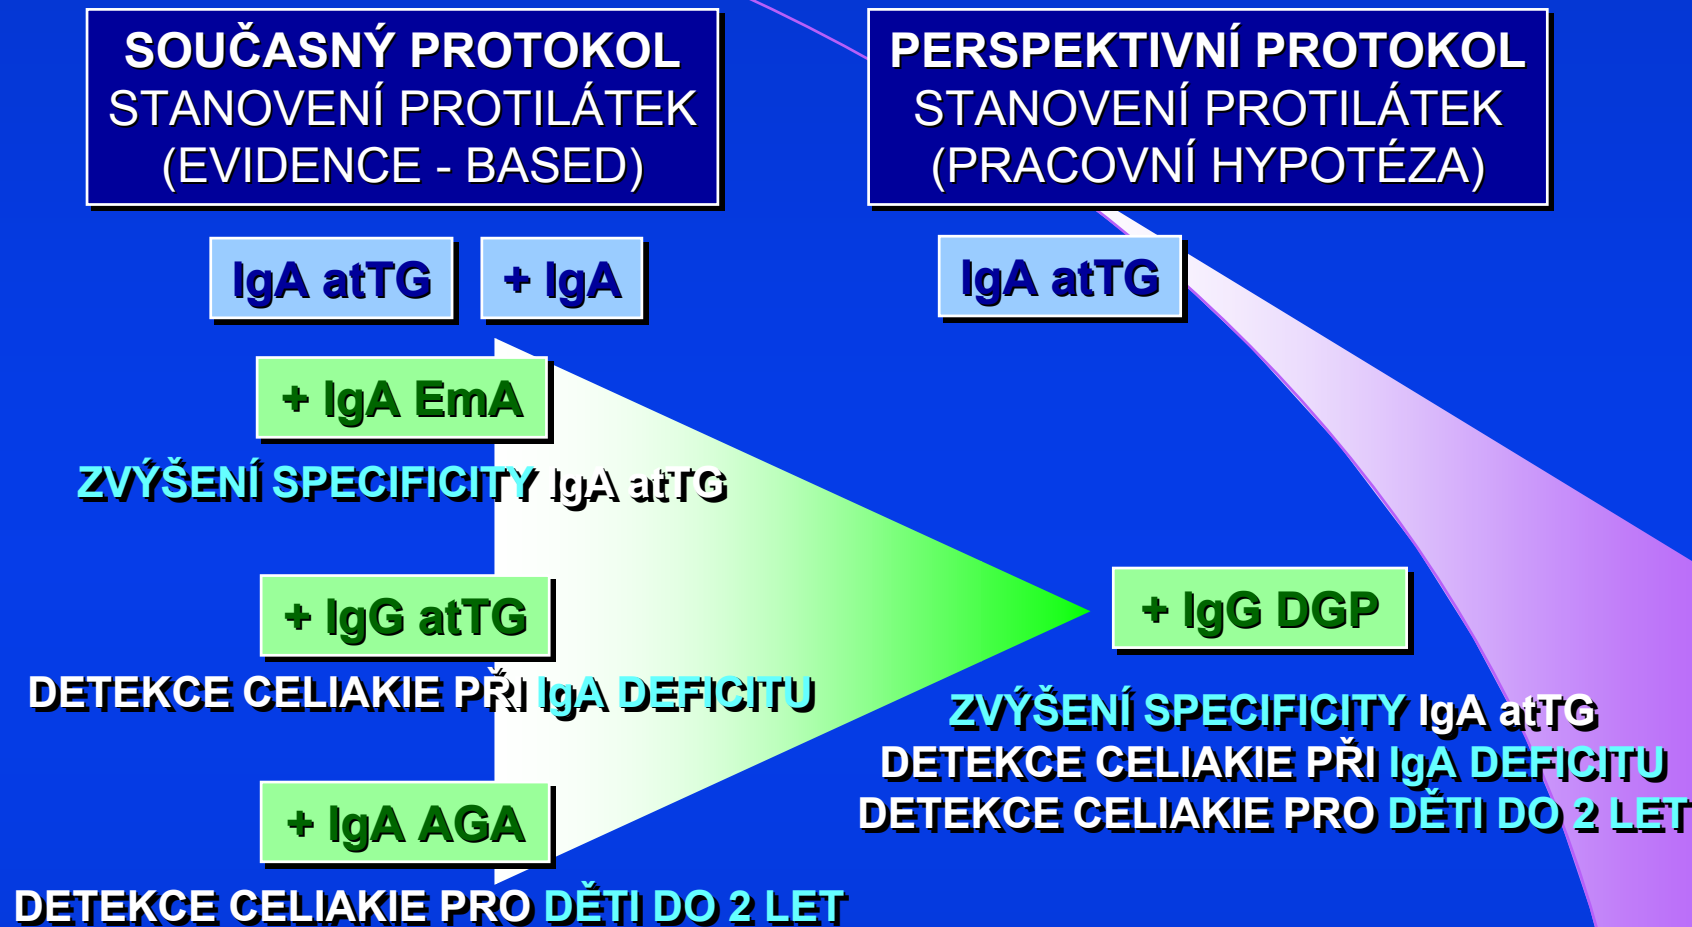 SOUČASNÝ PROTOKOL
STANOVENÍ PROTILÁTEK
(EVIDENCE - BASED)
IgA atTG
+ IgA
+ IgA EmA
ZVÝŠENÍ SPECIFICITY IgA atTG
+ IgG atTG
DETEKCE CELIAKIE PŘI IgA DEFICITU
+ IgA AGA
DETEKCE CELIAKIE PRO DĚTI DO 2 LET
PERSPEKTIVNÍ PROTOKOL
STANOVENÍ PROTILÁTEK
(PRACOVNÍ HYPOTÉZA)
IgA atTG
+ IgG DGP
ZVÝŠENÍ SPECIFICITY IgA atTG
DETEKCE CELIAKIE PŘI IgA DEFICITU
DETEKCE CELIAKIE PRO DĚTI DO 2 LET